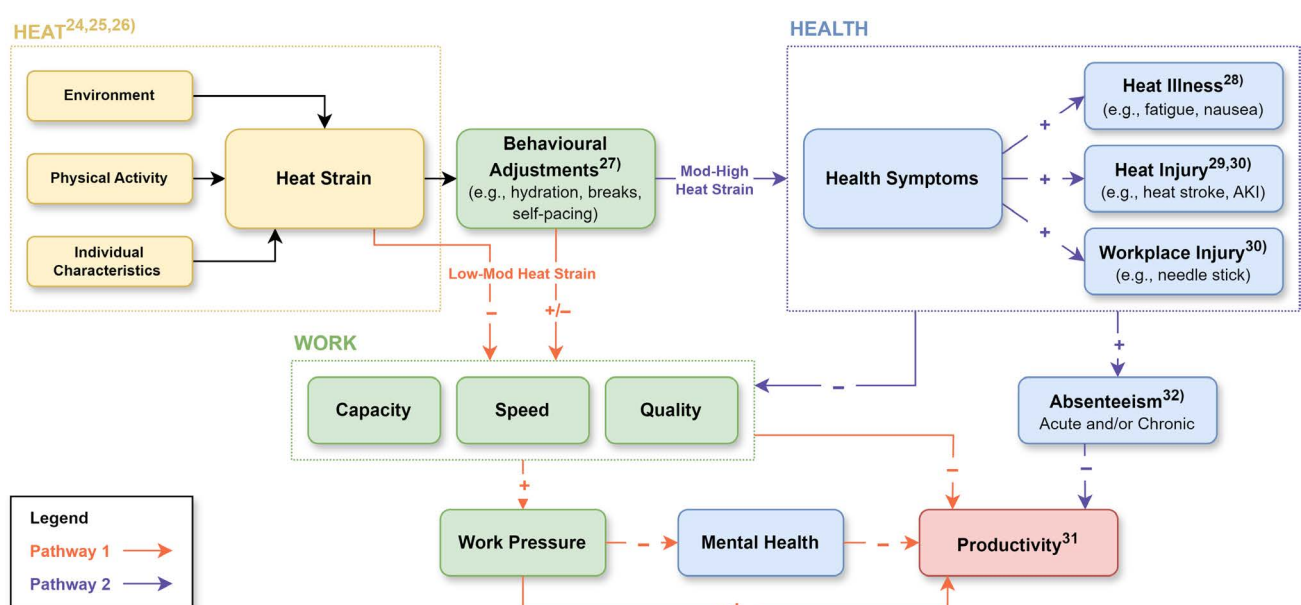 HEAT24,25,26)
HEALTH
Environment
Physical Activity
Individual
Characteristics
Heat Strain
Behavioural
Adjustments27)
(e.g., hydration, breaks,
self-pacing)
Mod-High
Heat Strain
Health Symptoms
+
+
+
Heat Illness28)
(e.g., fatigue, nausea)
Heat Injury29,30)
(e.g., heat stroke, AKI)
Workplace Injury30)
(e.g., needle stick)
Low-Mod Heat Strain
–
+/–
WORK
Capacity
Speed
Quality
–
+
Absenteeism32)
Acute and/or Chronic
+
–
–
Legend
Pathway 1
Pathway 2
Work Pressure
–
Mental Health
–
Productivity31